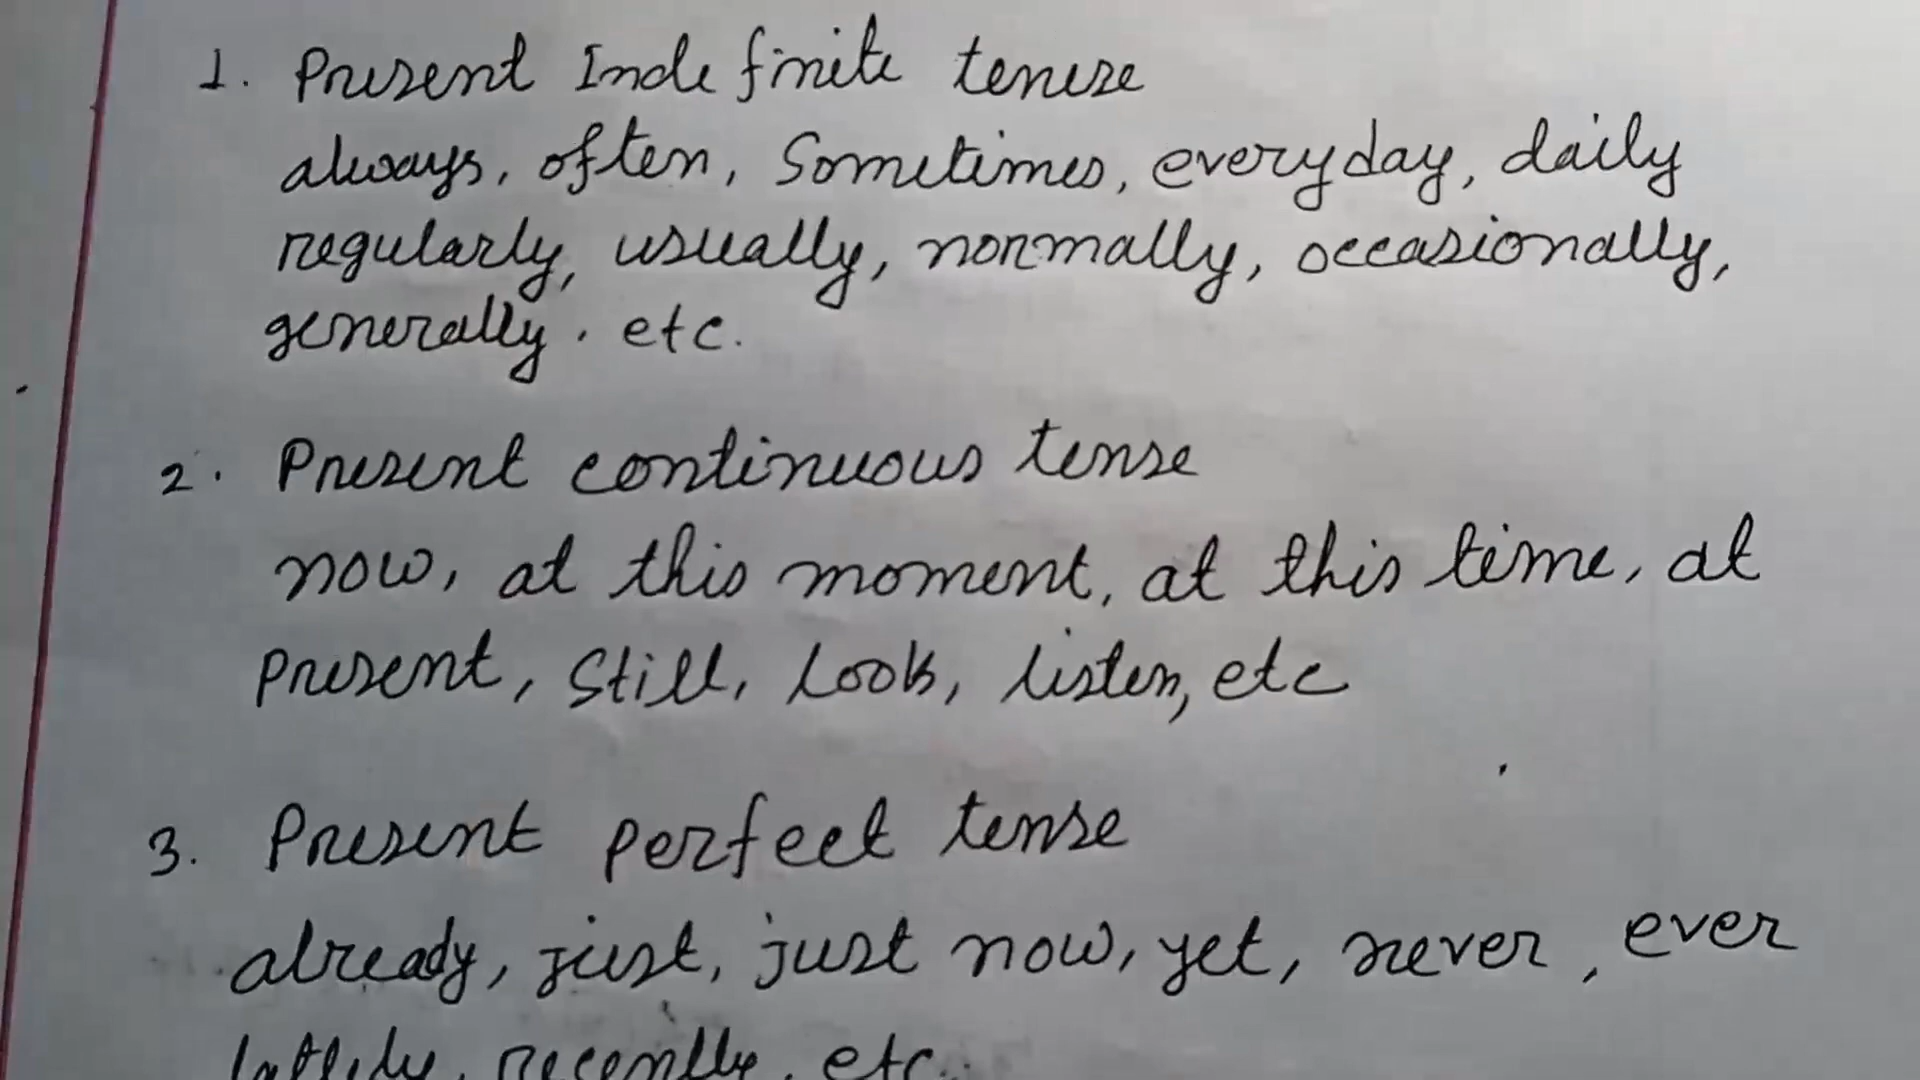 1. Present Indefinite tense
always, often, Sometimes, everyday, daily
regularly, usually, normally, occasionally,
generally, etc.
2. Present continuous tense
now, at this moment, at this time, at
present, Still, Look, listen, etc
3. Present perfect tense
already, just, just now, yet, never, ever
recently, etc.